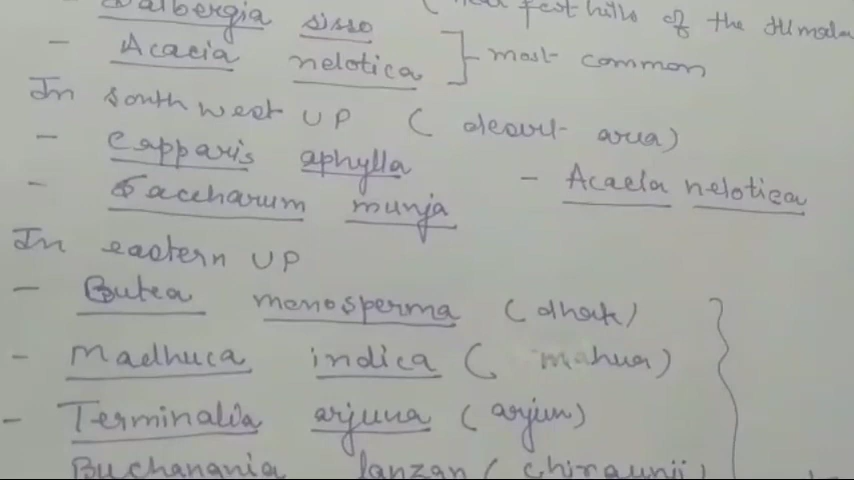 - Dalbergia sisso ( near foot hills of the Himala
- Acacia nelotica ] most common
In south west UP ( desert area)
- Capparis aphylla
- Saccharum munja - Acacia nelotica
In eastern UP
- Butea monosperma ( dhak)
- Madhuca indica ( mahua)
- Terminalia arjuna ( arjun)
Buchanania lanzan ( chiraunji)